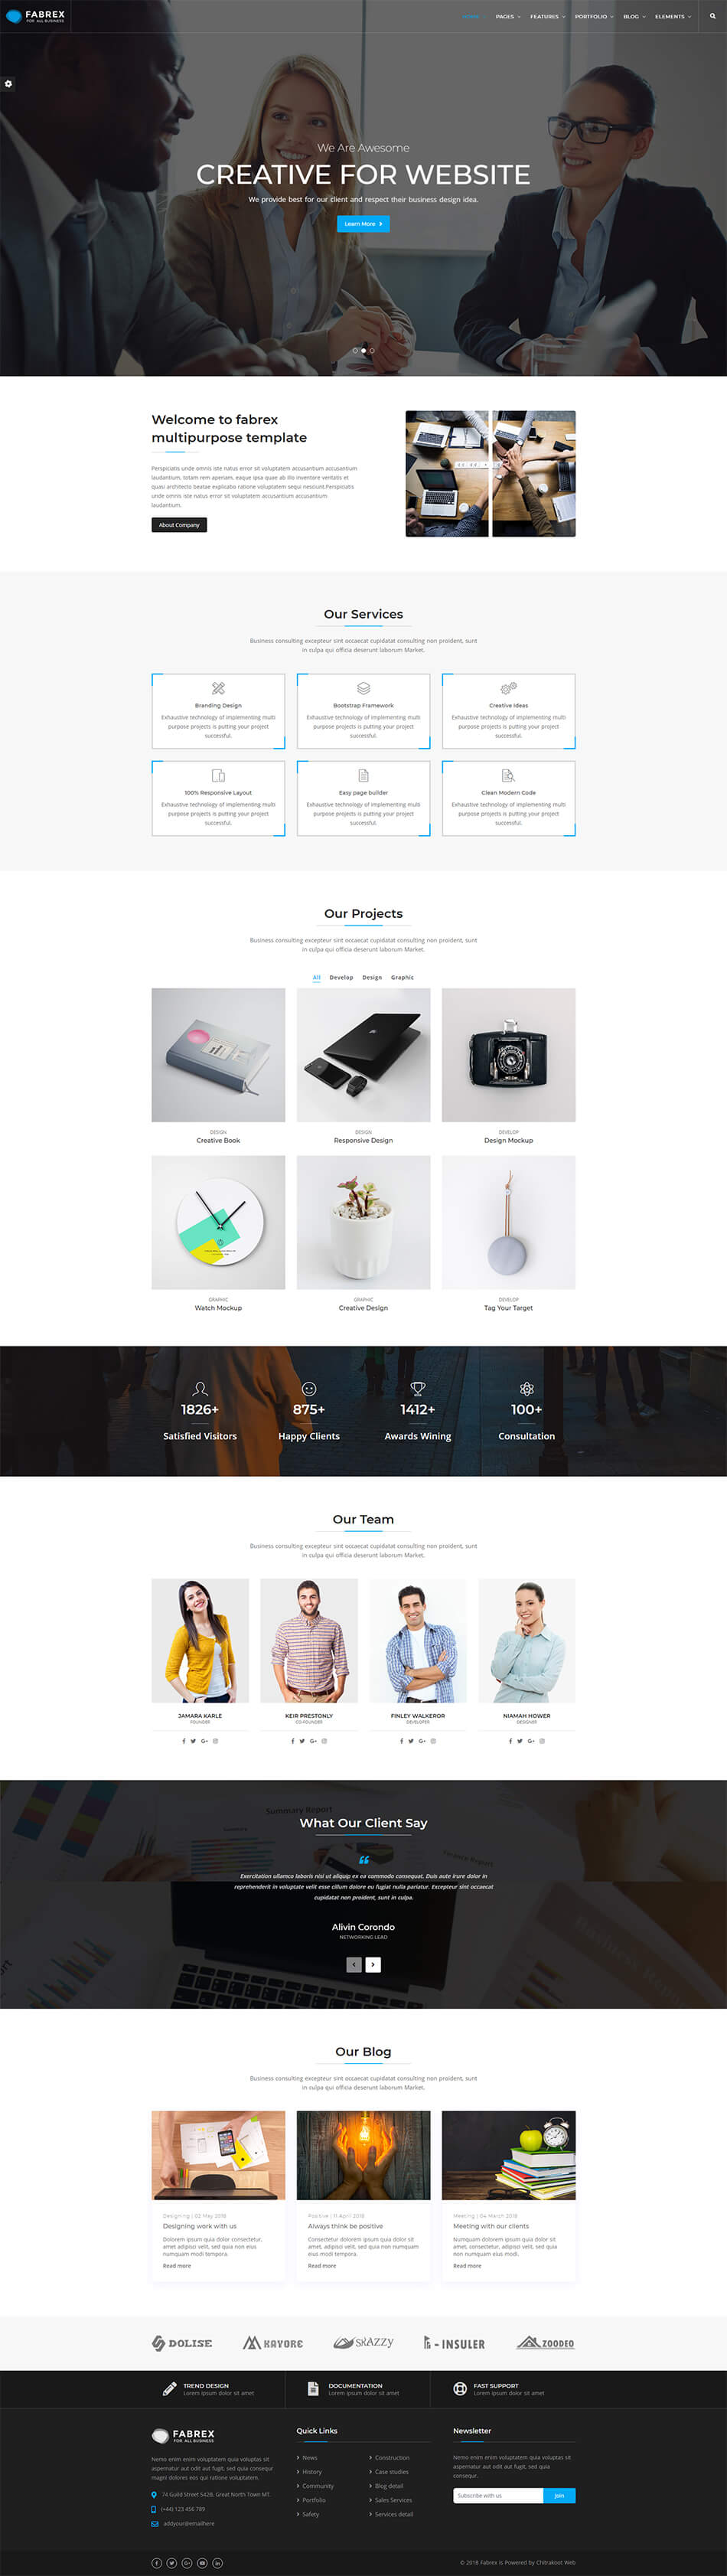 FABREX
FOR ALL BUSINESS
HOME PAGES FEATURES PORTFOLIO BLOG ELEMENTS
We Are Awesome
CREATIVE FOR WEBSITE
We provide best for our client and respect their business design idea.
Learn More
Welcome to fabrex
multipurpose template
Perspiciatis unde omnis iste natus error sit voluptatem accusantium accusantium
laudantium, totam rem aperiam, eaque ipsa quae ab illo inventore veritatis et
quasi architecto beatae explicabo ratione voluptatem sequi nesciunt.Perspiciatis
unde omnis iste natus error sit voluptatem accusantium accusantium
laudantium.
About Company
Our Services
Business consulting excepteur sint occaecat cupidatat consulting non proident, sunt
in culpa qui officia deserunt laborum Market.
Branding Design
Exhaustive technology of implementing multi
purpose projects is putting your project
successful.
Bootstrap Framework
Exhaustive technology of implementing multi
purpose projects is putting your project
successful.
Creative Ideas
Exhaustive technology of implementing multi
purpose projects is putting your project
successful.
100% Responsive Layout
Exhaustive technology of implementing multi
purpose projects is putting your project
successful.
Easy page builder
Exhaustive technology of implementing multi
purpose projects is putting your project
successful.
Clean Modern Code
Exhaustive technology of implementing multi
purpose projects is putting your project
successful.
Our Projects
Business consulting excepteur sint occaecat cupidatat consulting non proident, sunt
in culpa qui officia deserunt laborum Market.
All Develop Design Graphic
DESIGN
Creative Book
DESIGN
Responsive Design
DEVELOP
Design Mockup
GRAPHIC
Watch Mockup
GRAPHIC
Creative Design
DEVELOP
Tag Your Target
1826+
Satisfied Visitors
875+
Happy Clients
1412+
Awards Wining
100+
Consultation
Our Team
Business consulting excepteur sint occaecat cupidatat consulting non proident, sunt
in culpa qui officia deserunt laborum Market.
JAMARA KARLE
FOUNDER
KEIR PRESTONLY
CO-FOUNDER
FINLEY WALKEROR
DEVELOPER
NIAMAH HOWER
DESIGNER
Summary Report
What Our Client Say
Exercitation ullamco laboris nisi ut aliquip ex ea commodo consequat. Duis aute irure dolor in
reprehenderit in voluptate velit esse cillum dolore eu fugiat nulla pariatur. Excepteur sint occaecat
cupidatat non proident, sunt in culpa.
Alivin Corondo
NETWORKING LEAD
Our Blog
Business consulting excepteur sint occaecat cupidatat consulting non proident, sunt
in culpa qui officia deserunt laborum Market.
Designing | 02 May 2018
Designing work with us
Dolorem ipsum quia dolor consectetur,
amet adipisci velit, sed quia non eius
numquam modi tempora.
Read more
Positive | 11 April 2018
Always think be positive
Consectetur dolorem ipsum quia dolor sit
amet, adipisci velit, sed quia non numquam
eius modi tempora.
Read more
Meeting | 04 March 2018
Meeting with our clients
Numquam dolorem ipsum quia dolor sit
amet, consectetur, adipisci velit, sed quia
non numquam eius modi.
Read more
DOLISE
KAYORE
SNAZZY
- INSULER
ZOODEO
TREND DESIGN
Lorem ipsum dolor sit amet
DOCUMENTATION
Lorem ipsum dolor sit amet
FAST SUPPORT
Lorem ipsum dolor sit amet
FABREX
FOR ALL BUSINESS
Nemo enim enim voluptatem quia voluptas sit
aspernatur aut odit aut fugit, sed quia consequr
magni dolores eos qui ratione voluptatem.
74 Guild Street 542B, Great North Town MT.
(+44) 123 456 789
addyour@emailhere
Quick Links
News
History
Community
Portfolio
Safety
Construction
Case studies
Blog detail
Sales Services
Services detail
Newsletter
Nemo enim enim voluptatem quia voluptas sit
aspernatur aut odit aut fugit, sed quia
consequr.
Subscribe with us
Join
© 2018 Fabrex is Powered by Chitrakoot Web